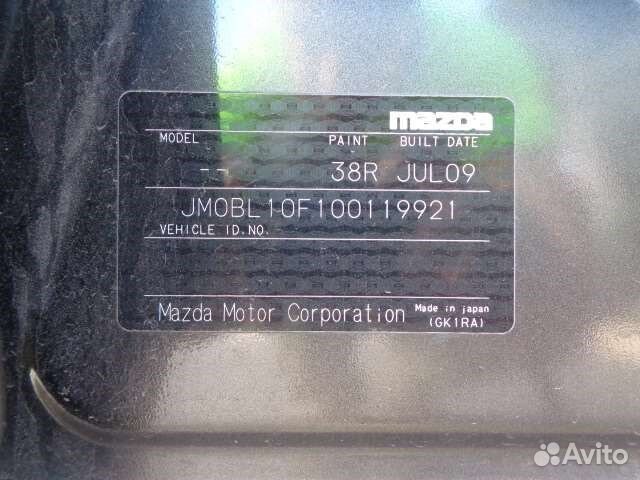 mazda
MODEL PAINT BUILT DATE
-- 38R JUL09
JM0BL10F100119921
VEHICLE ID.NO.
Mazda Motor Corporation Made in japan
(GK1RA)
Avito